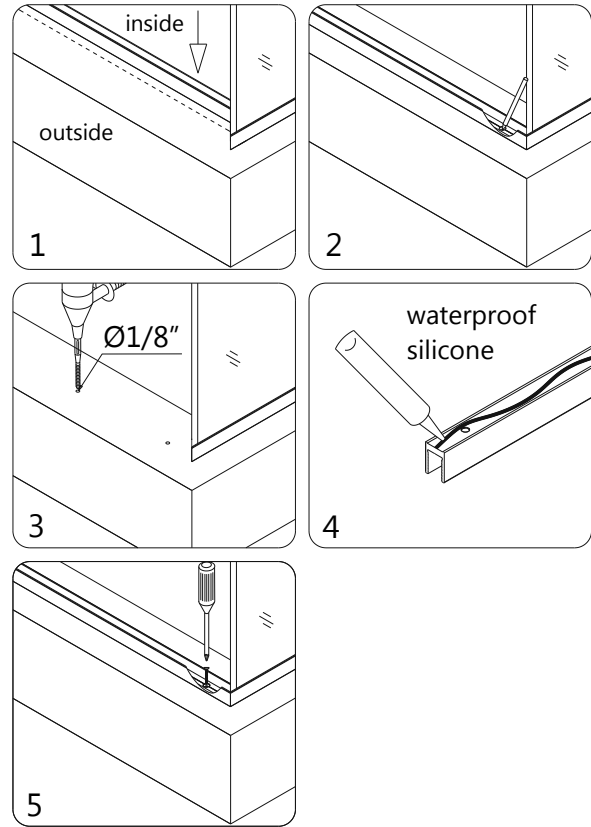 inside
outside
1
2
Ø1/8”
3
waterproof
silicone
4
5